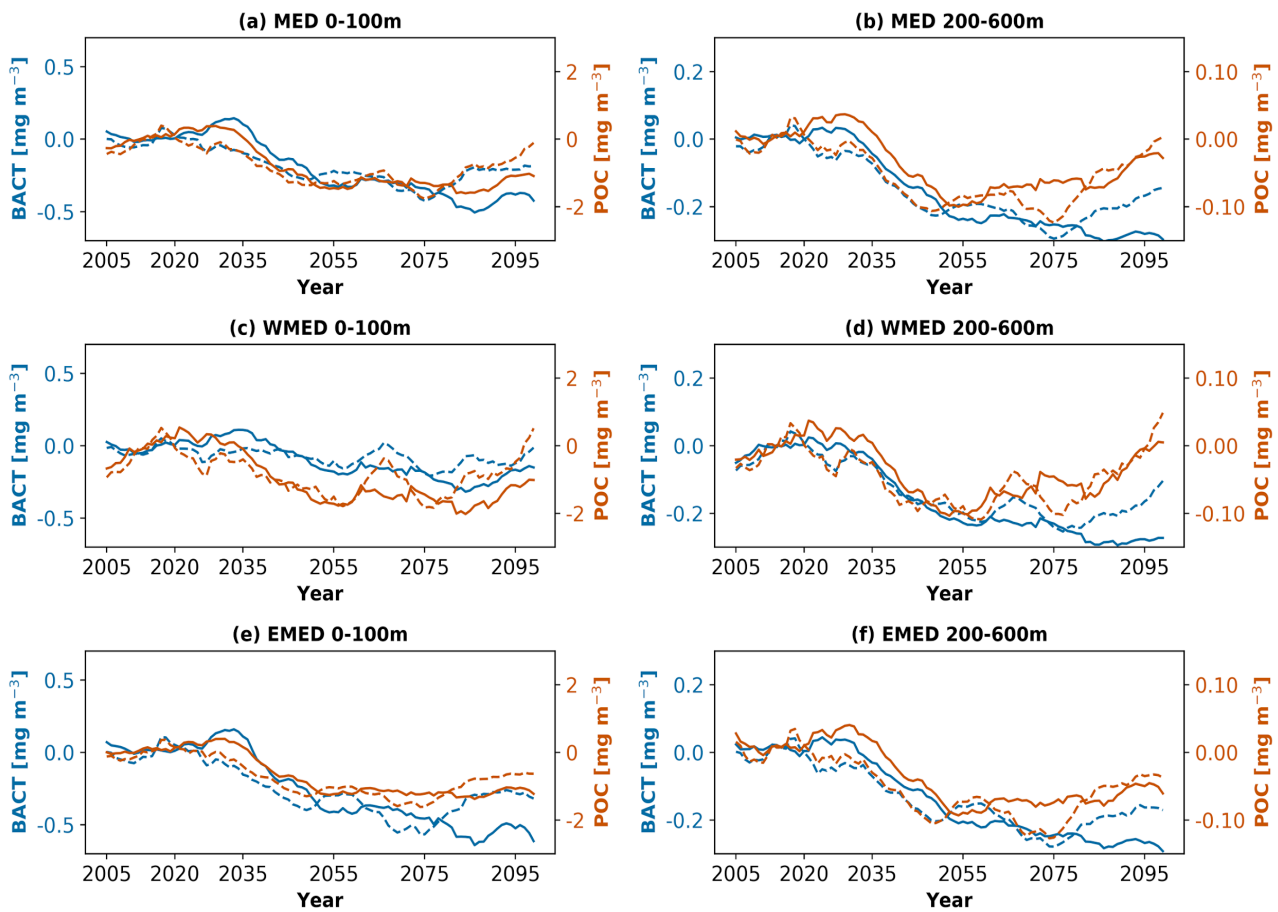 (a) MED 0-100m
BACT [mg m⁻³]
0.5
0.0
-0.5
2
0
-2
POC [mg m⁻³]
2005 2020 2035 2055 2075 2095
Year
(b) MED 200-600m
BACT [mg m⁻³]
0.2
0.0
-0.2
0.10
0.00
-0.10
POC [mg m⁻³]
2005 2020 2035 2055 2075 2095
Year
(c) WMED 0-100m
BACT [mg m⁻³]
0.5
0.0
-0.5
2
0
-2
POC [mg m⁻³]
2005 2020 2035 2055 2075 2095
Year
(d) WMED 200-600m
BACT [mg m⁻³]
0.2
0.0
-0.2
0.10
0.00
-0.10
POC [mg m⁻³]
2005 2020 2035 2055 2075 2095
Year
(e) EMED 0-100m
BACT [mg m⁻³]
0.5
0.0
-0.5
2
0
-2
POC [mg m⁻³]
2005 2020 2035 2055 2075 2095
Year
(f) EMED 200-600m
BACT [mg m⁻³]
0.2
0.0
-0.2
0.10
0.00
-0.10
POC [mg m⁻³]
2005 2020 2035 2055 2075 2095
Year